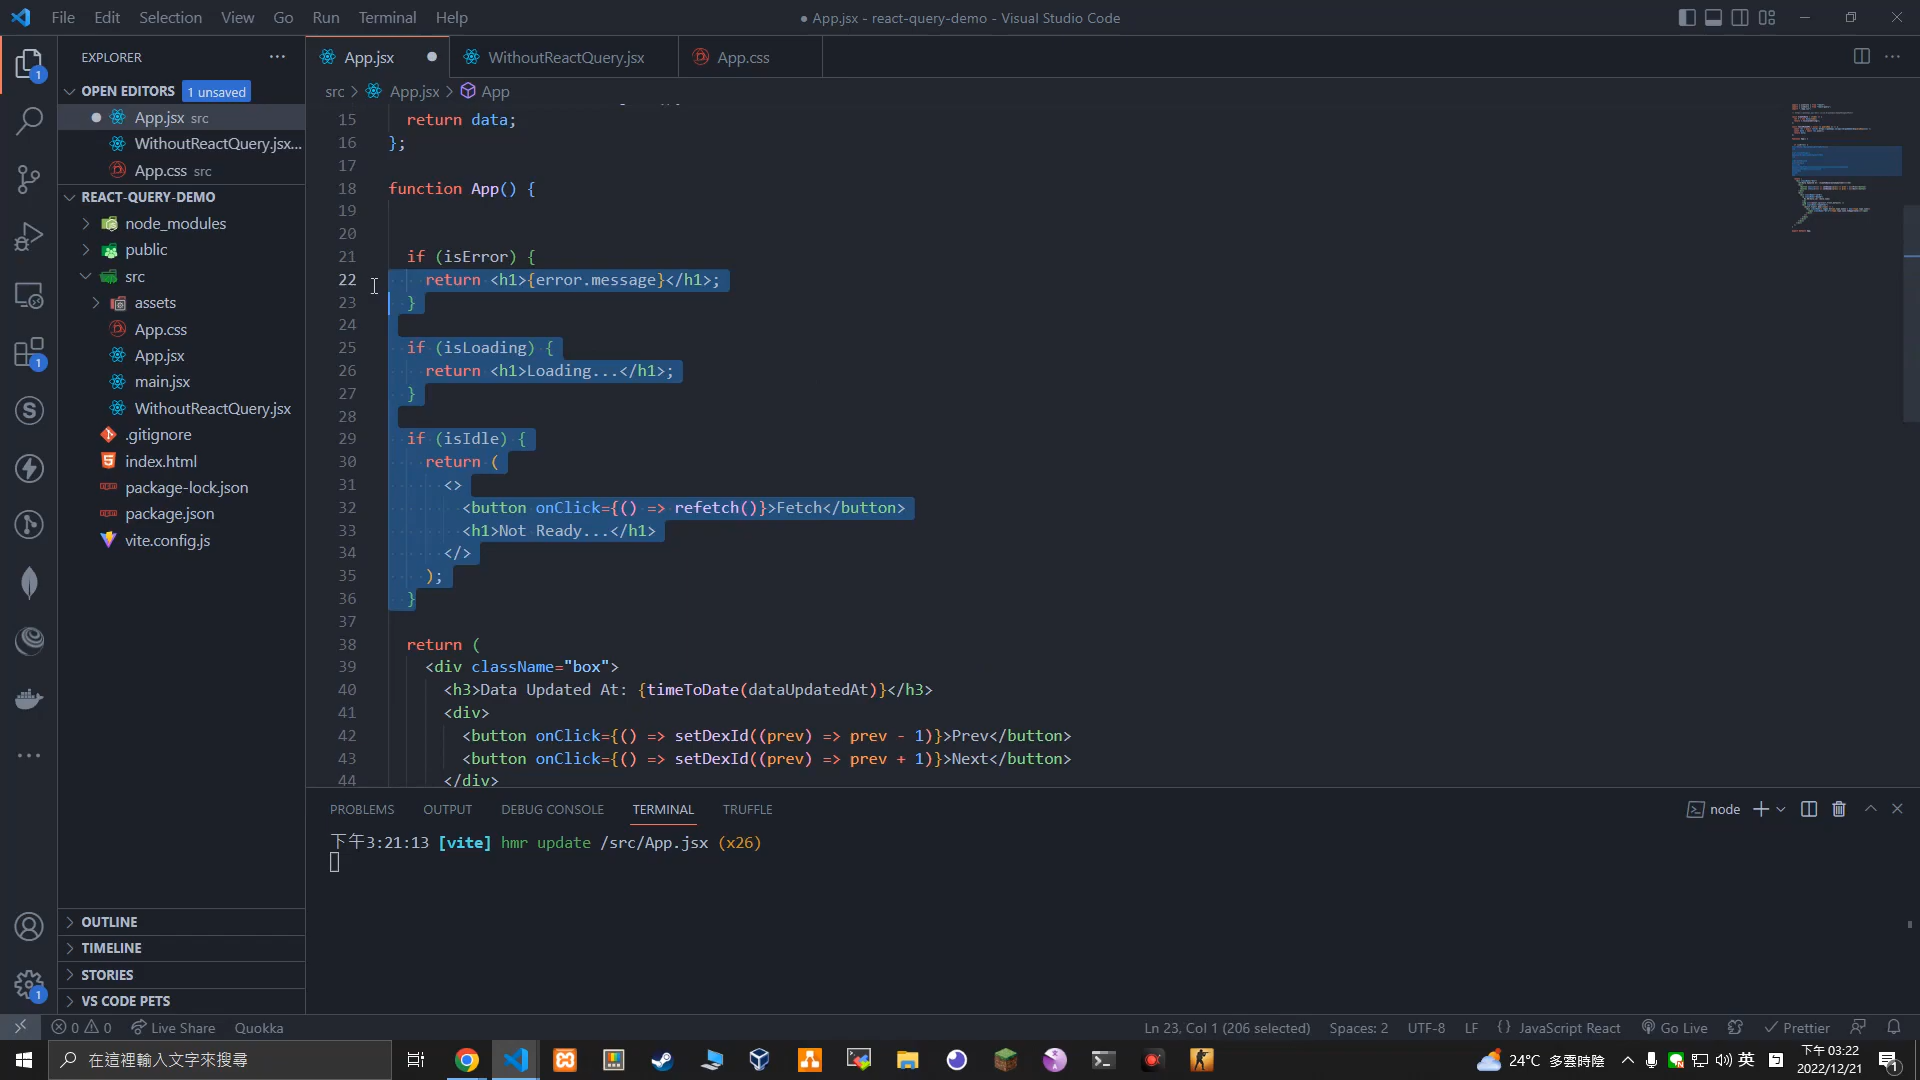 File Edit Selection View Go Run Terminal Help
● App.jsx - react-query-demo - Visual Studio Code
EXPLORER
OPEN EDITORS 1 unsaved
App.jsx src
WithoutReactQuery.jsx...
App.css src
REACT-QUERY-DEMO
node_modules
public
src
assets
App.css
App.jsx
main.jsx
WithoutReactQuery.jsx
.gitignore
index.html
package-lock.json
package.json
vite.config.js
OUTLINE
TIMELINE
STORIES
VS CODE PETS
App.jsx WithoutReactQuery.jsx App.css
src > App.jsx > App
15 return data;
16 };
17
18 function App() {
19
20
21 if (isError) {
22 return <h1>{error.message}</h1>;
23 }
24
25 if (isLoading) {
26 return <h1>Loading...</h1>;
27 }
28
29 if (isIdle) {
30 return (
31 <>
32 <button onClick={() => refetch()}>Fetch</button>
33 <h1>Not Ready...</h1>
34 </>
35 );
36 }
37
38 return (
39 <div className="box">
40 <h3>Data Updated At: {timeToDate(dataUpdatedAt)}</h3>
41 <div>
42 <button onClick={() => setDexId((prev) => prev - 1)}>Prev</button>
43 <button onClick={() => setDexId((prev) => prev + 1)}>Next</button>
44 </div>
PROBLEMS OUTPUT DEBUG CONSOLE TERMINAL TRUFFLE
node
下午3:21:13 [vite] hmr update /src/App.jsx (x26)
0 0 Live Share Quokka
Ln 23, Col 1 (206 selected) Spaces: 2 UTF-8 LF {} JavaScript React Go Live Prettier
在這裡輸入文字來搜尋
24°C 多雲時陰 英 下午 03:22
2022/12/21